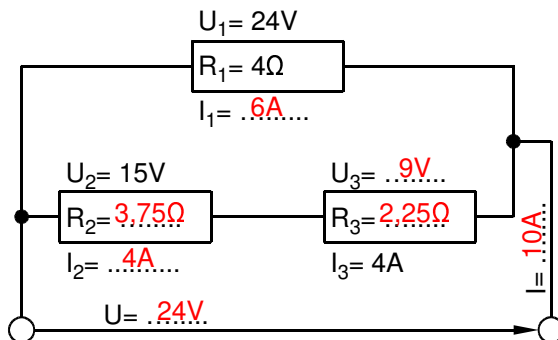 U₁= 24V
R₁= 4Ω
I₁= 6A
U₂= 15V
U₃= 9V
R₂= 3,75Ω
R₃= 2,25Ω
I₂= 4A
I₃= 4A
I= 10A
U= 24V